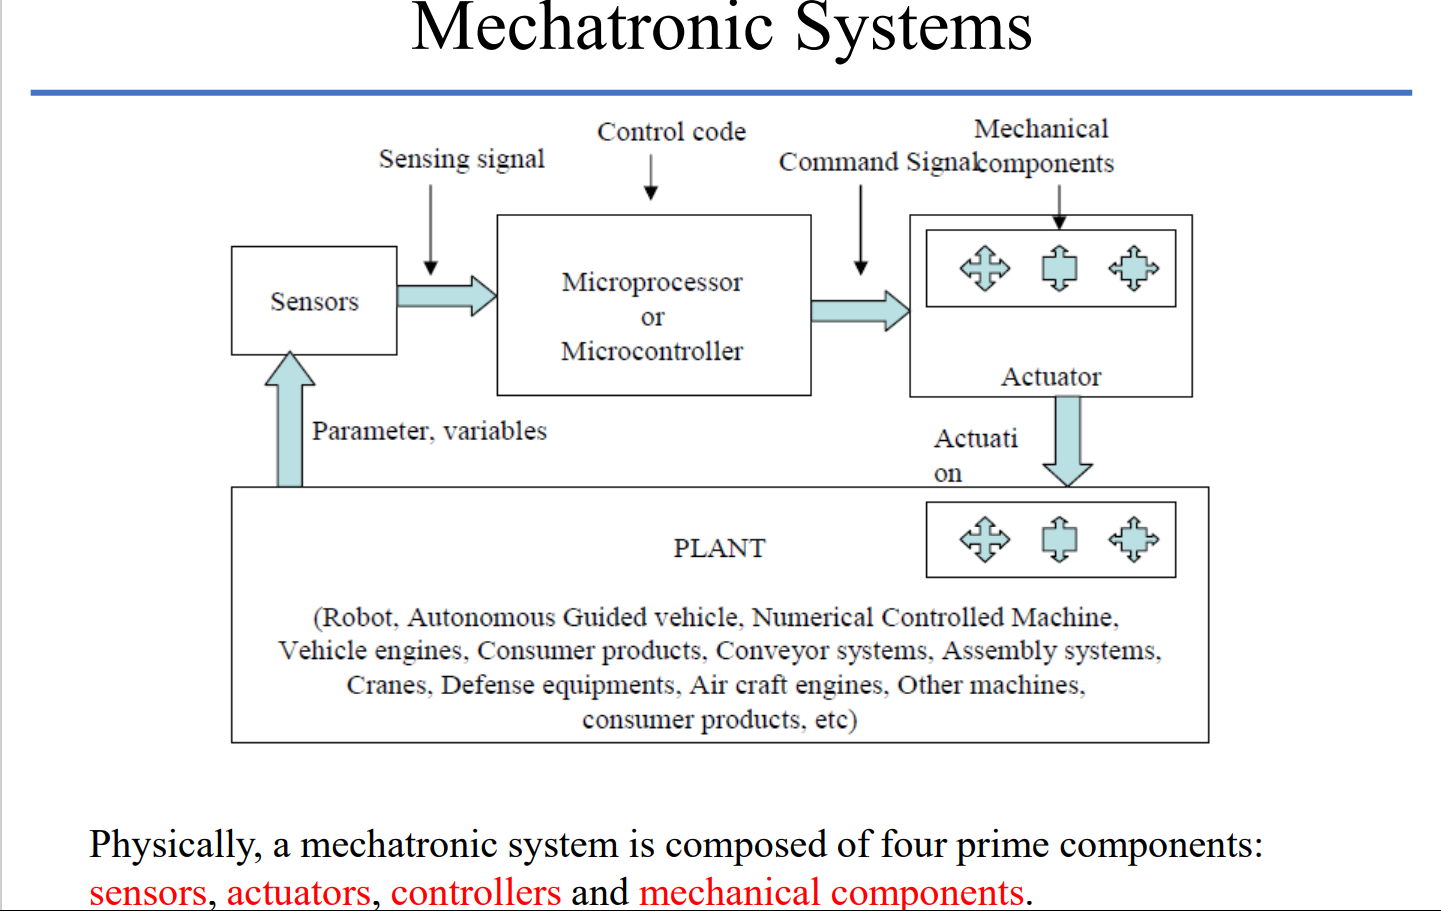 Mechatronic Systems
Control code
Mechanical
components
Sensing signal
Command Signal
Sensors
Microprocessor
or
Microcontroller
Actuator
Parameter, variables
Actuati
on
PLANT
(Robot, Autonomous Guided vehicle, Numerical Controlled Machine,
Vehicle engines, Consumer products, Conveyor systems, Assembly systems,
Cranes, Defense equipments, Air craft engines, Other machines,
consumer products, etc)
Physically, a mechatronic system is composed of four prime components:
sensors, actuators, controllers and mechanical components.